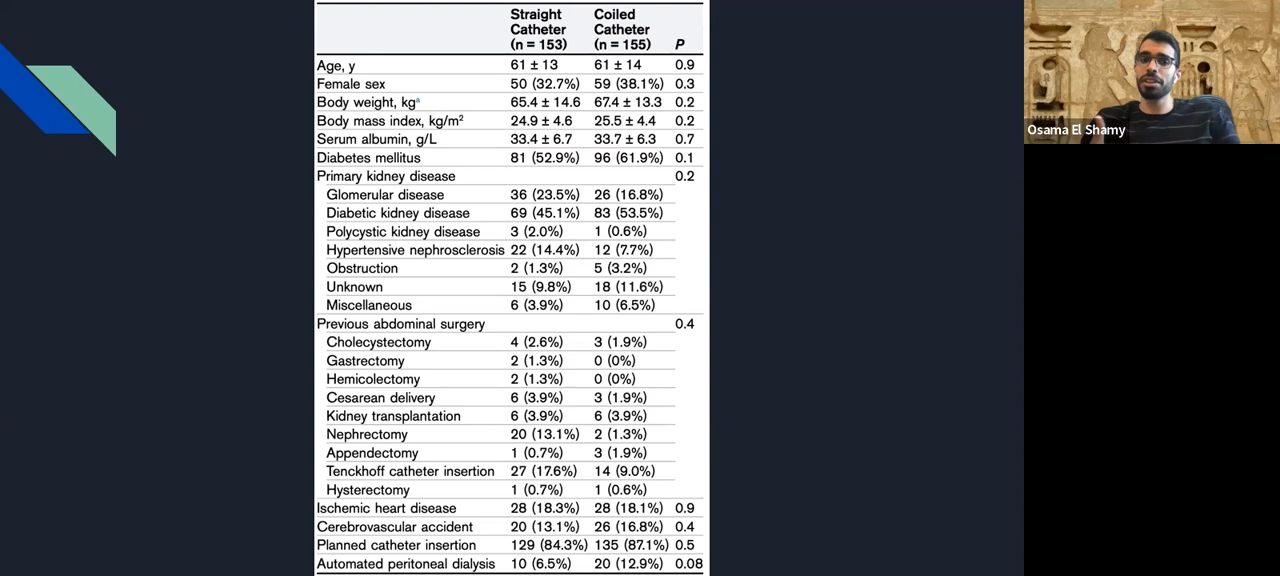 Straight Catheter (n = 153) Coiled Catheter (n = 155) P
Age, y 61 ± 13 61 ± 14 0.9
Female sex 50 (32.7%) 59 (38.1%) 0.3
Body weight, kgª 65.4 ± 14.6 67.4 ± 13.3 0.2
Body mass index, kg/m² 24.9 ± 4.6 25.5 ± 4.4 0.2
Serum albumin, g/L 33.4 ± 6.7 33.7 ± 6.3 0.7
Diabetes mellitus 81 (52.9%) 96 (61.9%) 0.1
Primary kidney disease 0.2
Glomerular disease 36 (23.5%) 26 (16.8%)
Diabetic kidney disease 69 (45.1%) 83 (53.5%)
Polycystic kidney disease 3 (2.0%) 1 (0.6%)
Hypertensive nephrosclerosis 22 (14.4%) 12 (7.7%)
Obstruction 2 (1.3%) 5 (3.2%)
Unknown 15 (9.8%) 18 (11.6%)
Miscellaneous 6 (3.9%) 10 (6.5%)
Previous abdominal surgery 0.4
Cholecystectomy 4 (2.6%) 3 (1.9%)
Gastrectomy 2 (1.3%) 0 (0%)
Hemicolectomy 2 (1.3%) 0 (0%)
Cesarean delivery 6 (3.9%) 3 (1.9%)
Kidney transplantation 6 (3.9%) 6 (3.9%)
Nephrectomy 20 (13.1%) 2 (1.3%)
Appendectomy 1 (0.7%) 3 (1.9%)
Tenckhoff catheter insertion 27 (17.6%) 14 (9.0%)
Hysterectomy 1 (0.7%) 1 (0.6%)
Ischemic heart disease 28 (18.3%) 28 (18.1%) 0.9
Cerebrovascular accident 20 (13.1%) 26 (16.8%) 0.4
Planned catheter insertion 129 (84.3%) 135 (87.1%) 0.5
Automated peritoneal dialysis 10 (6.5%) 20 (12.9%) 0.08
Osama El Shamy